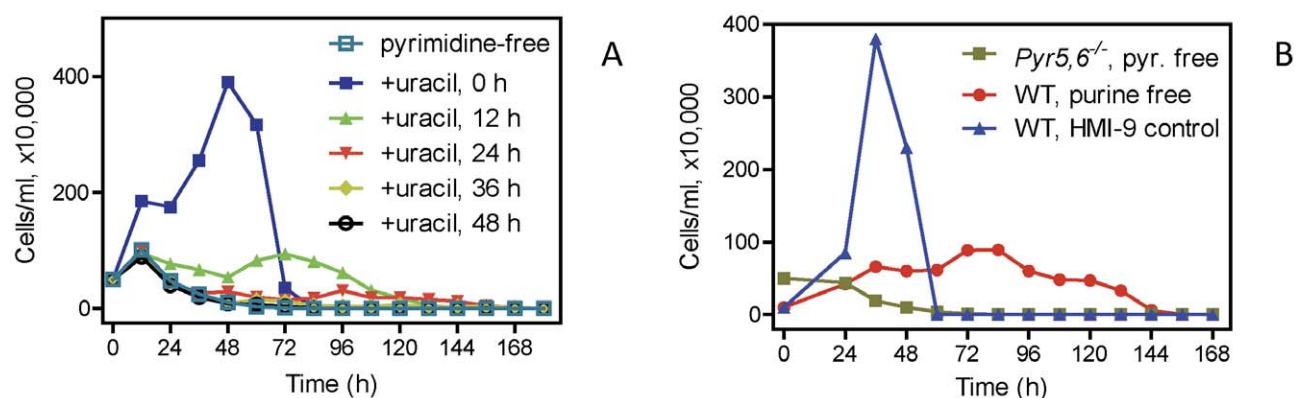 A
pyrimidine-free
+uracil, 0 h
+uracil, 12 h
+uracil, 24 h
+uracil, 36 h
+uracil, 48 h
Cells/ml, x10,000
400
200
0
0 24 48 72 96 120 144 168
Time (h)
B
Pyr5,6-/-, pyr. free
WT, purine free
WT, HMI-9 control
Cells/ml, x10,000
400
300
200
100
0
0 24 48 72 96 120 144 168
Time (h)